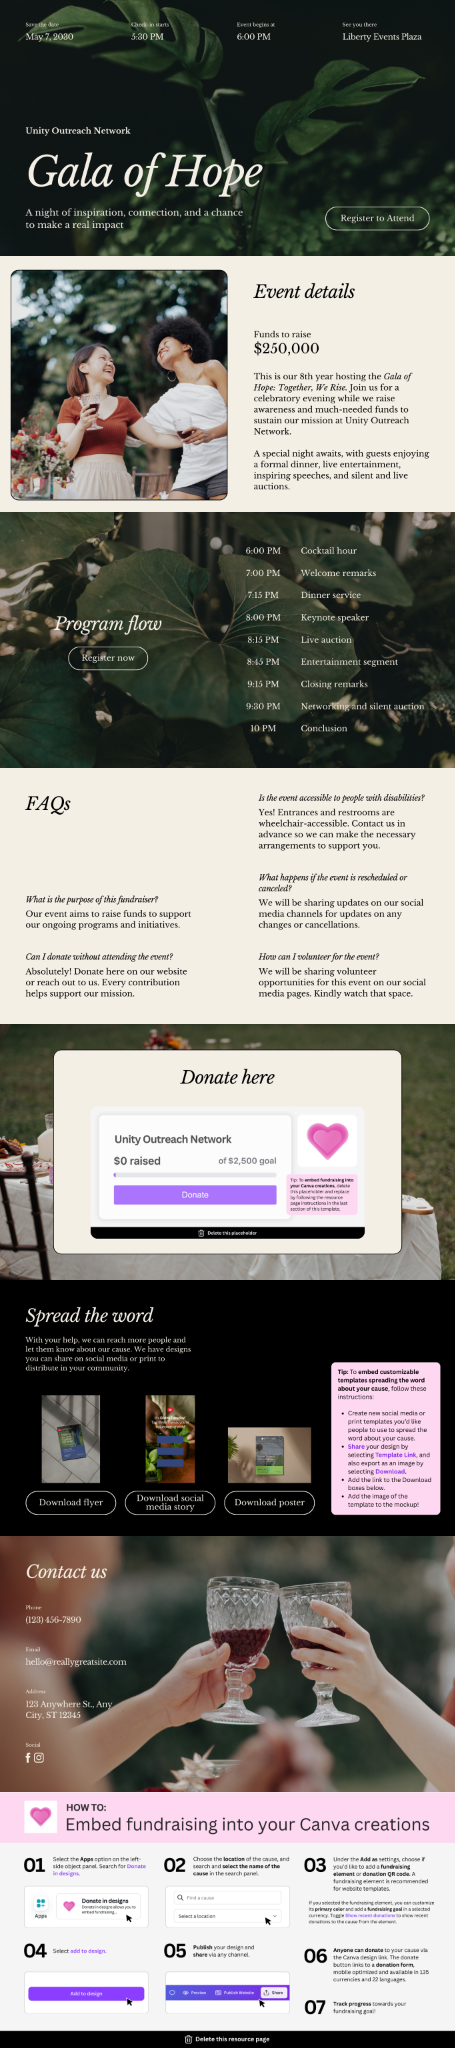 Save the date
May 7, 2030
Check-in starts
5:30 PM
Event begins at
6:00 PM
See you there
Liberty Events Plaza
Unity Outreach Network
Gala of Hope
A night of inspiration, connection, and a chance
to make a real impact
Register to Attend
Event details
Funds to raise
$250,000
This is our 8th year hosting the Gala of
Hope: Together, We Rise. Join us for a
celebratory evening while we raise
awareness and much-needed funds to
sustain our mission at Unity Outreach
Network.
A special night awaits, with guests enjoying
a formal dinner, live entertainment,
inspiring speeches, and silent and live
auctions.
Program flow
Register now
6:00 PM Cocktail hour
7:00 PM Welcome remarks
7:15 PM Dinner service
8:00 PM Keynote speaker
8:15 PM Live auction
8:45 PM Entertainment segment
9:15 PM Closing remarks
9:30 PM Networking and silent auction
10 PM Conclusion
FAQs
What is the purpose of this fundraiser?
Our event aims to raise funds to support
our ongoing programs and initiatives.
Can I donate without attending the event?
Absolutely! Donate here on our website
or reach out to us. Every contribution
helps support our mission.
Is the event accessible to people with disabilities?
Yes! Entrances and restrooms are
wheelchair-accessible. Contact us in
advance so we can make the necessary
arrangements to support you.
What happens if the event is rescheduled or
canceled?
We will be sharing updates on our social
media channels for updates on any
changes or cancellations.
How can I volunteer for the event?
We will be sharing volunteer
opportunities for this event on our social
media pages. Kindly watch that space.
Donate here
Unity Outreach Network
$0 raised
of $2,500 goal
Donate
Tip: To embed fundraising into
your Canva creations, delete
this placeholder and replace
by following the resource
page instructions in the last
section of this template.
Delete this placeholder
Spread the word
With your help, we can reach more people and
let them know about our cause. We have designs
you can share on social media or print to
distribute in your community.
Download flyer
Download social
media story
Download poster
Tip: To embed customizable
templates spreading the word
about your cause, follow these
instructions:
• Create new social media or
print templates you'd like
people to use to spread the
word about your cause.
• Share your design by
selecting Template Link, and
also export as an image by
selecting Download.
• Add the link to the Download
boxes below.
• Add the image of the
template to the mockup!
Contact us
Phone
(123) 456-7890
Email
hello@reallygreatsite.com
Address
123 Anywhere St., Any
City, ST 12345
Social
HOW TO:
Embed fundraising into your Canva creations
01
Select the Apps option on the left-
side object panel. Search for Donate
in designs.
Apps
Donate in designs
Donate in designs allows you to
embed fundraising...
02
Choose the location of the cause, and
search and select the name of the
cause in the search panel.
Find a cause
Select a location
03
Under the Add as settings, choose if
you'd like to add a fundraising
element or donation QR code. A
fundraising element is recommended
for website templates.
If you selected the fundraising element, you can customize
its primary color and add a fundraising goal in a selected
currency. Toggle Show recent donations to show recent
donations to the cause from the element.
04
Select add to design.
Add to design
05
Publish your design and
share via any channel.
Preview
Publish Website
Share
06
Anyone can donate to your cause via
the Canva design link. The donate
button links to a donation form,
mobile optimized and available in 135
currencies and 22 languages.
07
Track progress towards your
fundraising goal!
Delete this resource page